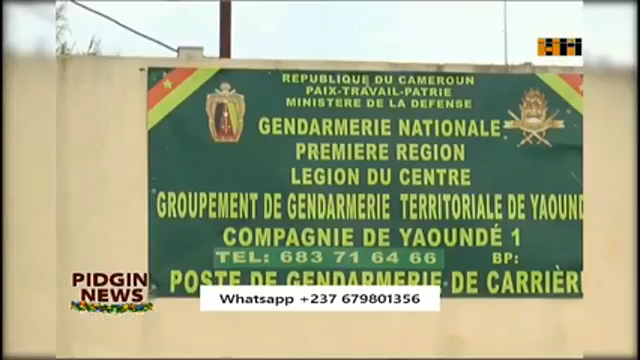 REPUBLIQUE DU CAMEROUN
PAIX-TRAVAIL-PATRIE
MINISTERE DE LA DEFENSE
GENDARMERIE NATIONALE
PREMIERE REGION
LEGION DU CENTRE
GROUPEMENT DE GENDARMERIE TERRITORIALE DE YAOUND
COMPAGNIE DE YAOUNDÉ 1
TEL: 683 71 64 66 BP:
POSTE DE GENDARMERIE DE CARRIÈR
PIDGIN
NEWS
Whatsapp +237 679801356